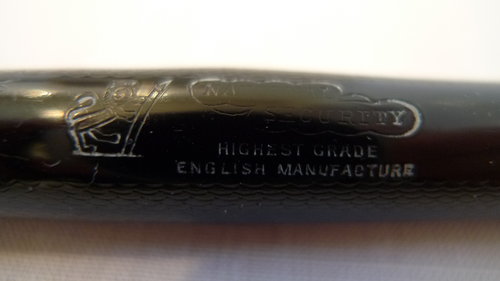 SECURITY
HIGHEST GRADE
ENGLISH MANUFACTURE